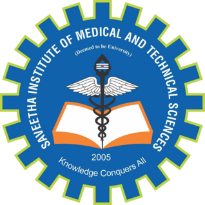 SAVEETHA INSTITUTE OF MEDICAL AND TECHNICAL SCIENCES
(Deemed to be University)
2005
Knowledge Conquers All